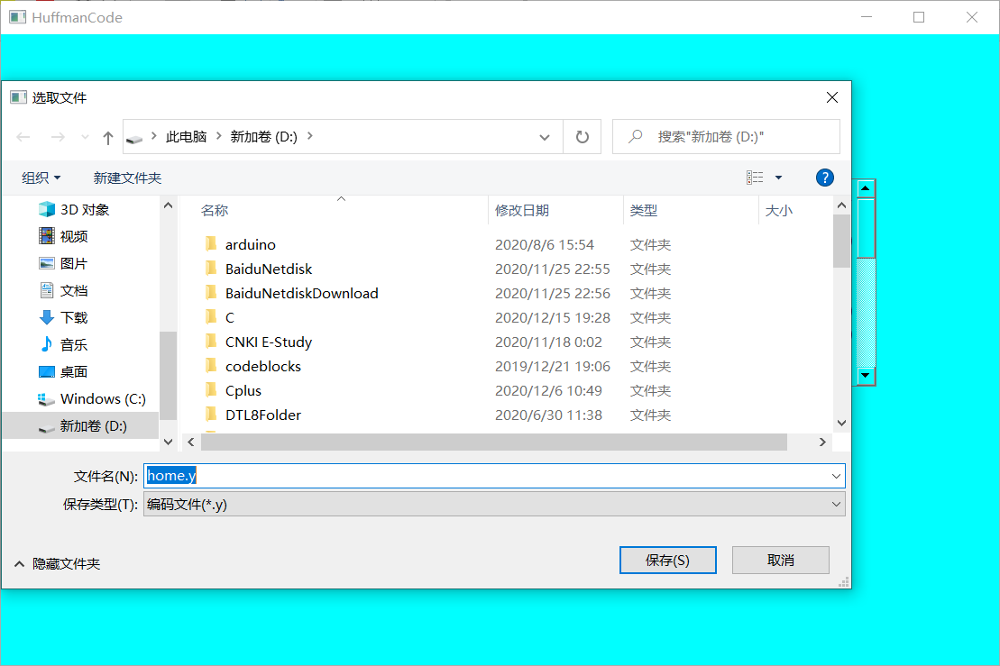 HuffmanCode
选取文件
此电脑 新加卷 (D:) 搜索"新加卷 (D:)"
组织 新建文件夹 ?
3D 对象
视频
图片
文档
下载
音乐
桌面
Windows (C:)
新加卷 (D:)
名称 修改日期 类型 大小
arduino 2020/8/6 15:54 文件夹
BaiduNetdisk 2020/11/25 22:55 文件夹
BaiduNetdiskDownload 2020/11/25 22:56 文件夹
C 2020/12/15 19:28 文件夹
CNKI E-Study 2020/11/18 0:02 文件夹
codeblocks 2019/12/21 19:06 文件夹
Cplus 2020/12/6 10:49 文件夹
DTL8Folder 2020/6/30 11:38 文件夹
文件名(N): home.y
保存类型(T): 编码文件(*.y)
隐藏文件夹 保存(S) 取消